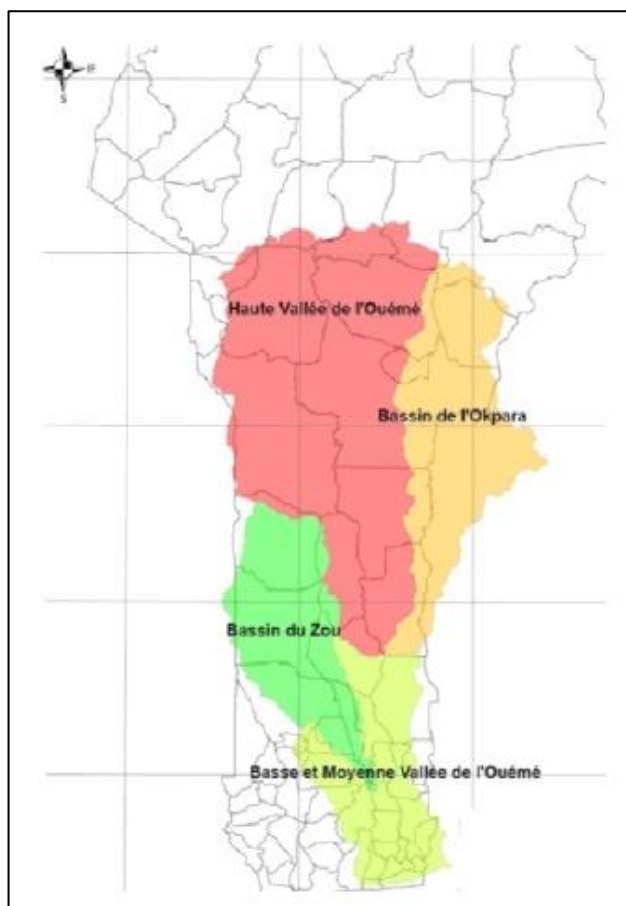 E
S
Haute Vallée de l'Ouémé
Bassin de l'Okpara
Bassin du Zou
Basse et Moyenne Vallée de l'Ouémé